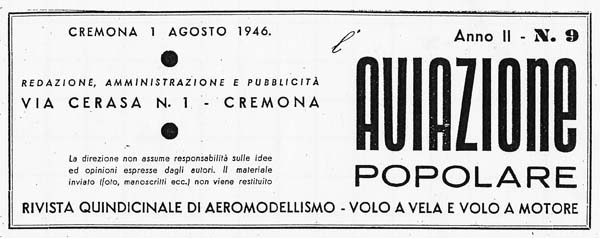 CREMONA 1 AGOSTO 1946.
REDAZIONE, AMMINISTRAZIONE E PUBBLICITÀ
VIA CERASA N. 1 - CREMONA
La direzione non assume responsabilità sulle idee
ed opinioni espresse dagli autori. Il materiale
inviato (foto, manoscritti ecc.) non viene restituito
Anno II - N. 9
l'
AVIAZIONE
POPOLARE
RIVISTA QUINDICINALE DI AEROMODELLISMO - VOLO A VELA E VOLO A MOTORE